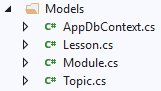 Models
C# AppDbContext.cs
C# Lesson.cs
C# Module.cs
C# Topic.cs